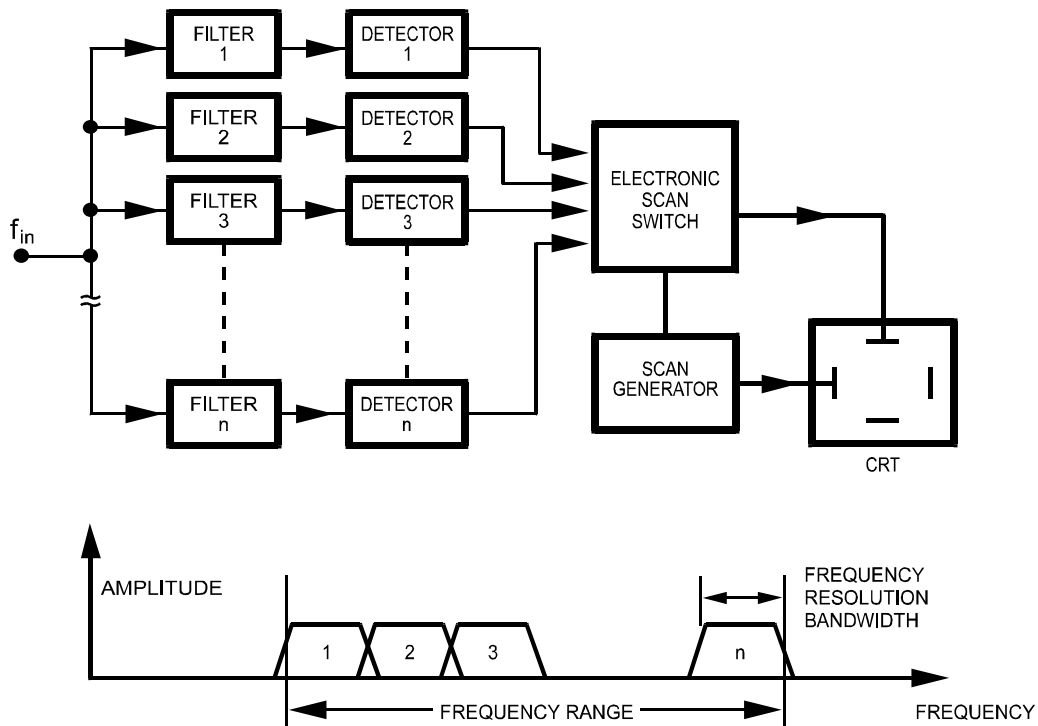 FILTER
1
DETECTOR
1
FILTER
2
DETECTOR
2
FILTER
3
DETECTOR
3
ELECTRONIC
SCAN
SWITCH
fin
SCAN
GENERATOR
FILTER
n
DETECTOR
n
CRT
AMPLITUDE
FREQUENCY
RESOLUTION
BANDWIDTH
1
2
3
n
FREQUENCY RANGE
FREQUENCY